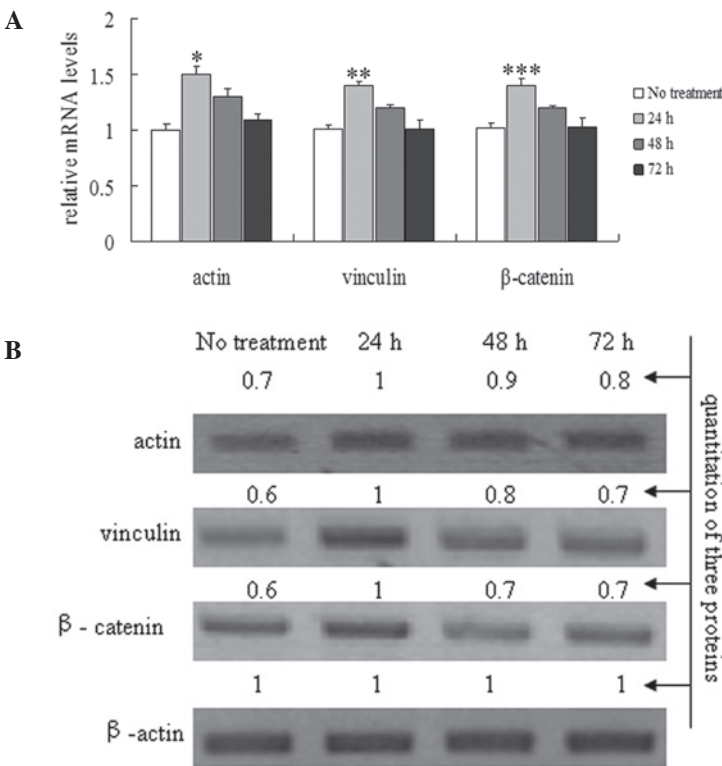 A
relative mRNA levels
2
1.5
1
0.5
0
* ** ***
actin vinculin β-catenin
No treatment
24 h
48 h
72 h
B
No treatment 24 h 48 h 72 h
0.7 1 0.9 0.8
actin
0.6 1 0.8 0.7
vinculin
0.6 1 0.7 0.7
β - catenin
1 1 1 1
β -actin
quantitation of three proteins